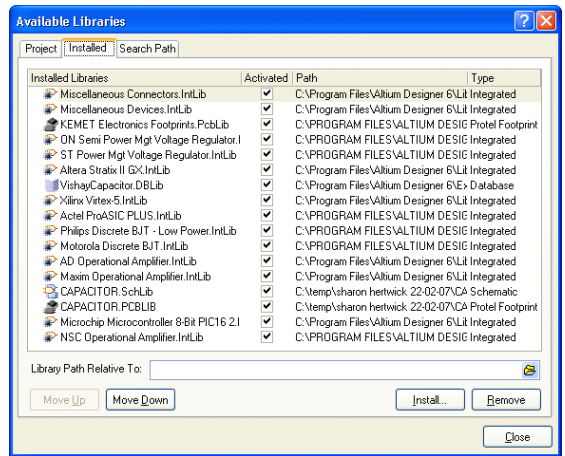 Available Libraries
Project Installed Search Path
Installed Libraries Activated Path Type
Miscellaneous Connectors.IntLib C:\Program Files\Altium Designer 6\Lit Integrated
Miscellaneous Devices.IntLib C:\Program Files\Altium Designer 6\Lit Integrated
KEMET Electronics Footprints.PcbLib C:\PROGRAM FILES\ALTIUM DESIG Protel Footprint
ON Semi Power Mgt Voltage Regulator.I C:\PROGRAM FILES\ALTIUM DESIG Integrated
ST Power Mgt Voltage Regulator.IntLib C:\PROGRAM FILES\ALTIUM DESIG Integrated
Altera Stratix II GX.IntLib C:\Program Files\Altium Designer 6\Lit Integrated
VishayCapacitor.DBLib C:\Program Files\Altium Designer 6\Ex Database
Xilinx Virtex-5.IntLib C:\Program Files\Altium Designer 6\Lit Integrated
Actel ProASIC PLUS.IntLib C:\PROGRAM FILES\ALTIUM DESIG Integrated
Philips Discrete BJT - Low Power.IntLib C:\PROGRAM FILES\ALTIUM DESIG Integrated
Motorola Discrete BJT.IntLib C:\PROGRAM FILES\ALTIUM DESIG Integrated
AD Operational Amplifier.IntLib C:\Program Files\Altium Designer 6\Lit Integrated
Maxim Operational Amplifier.IntLib C:\Program Files\Altium Designer 6\Lit Integrated
CAPACITOR.SchLib C:\temp\sharon hertwick 22-02-07\CA Schematic
CAPACITOR.PCBLIB C:\temp\sharon hertwick 22-02-07\CA Protel Footprint
Microchip Microcontroller 8-Bit PIC16 2.I C:\Program Files\Altium Designer 6\Lit Integrated
NSC Operational Amplifier.IntLib C:\PROGRAM FILES\ALTIUM DESIG Integrated
Library Path Relative To:
Move Up Move Down Install... Remove
Close